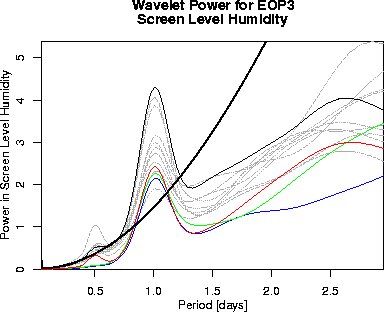 Wavelet Power for EOP3
Screen Level Humidity
Power in Screen Level Humidity
5
4
3
2
1
0
0.5 1.0 1.5 2.0 2.5
Period [days]